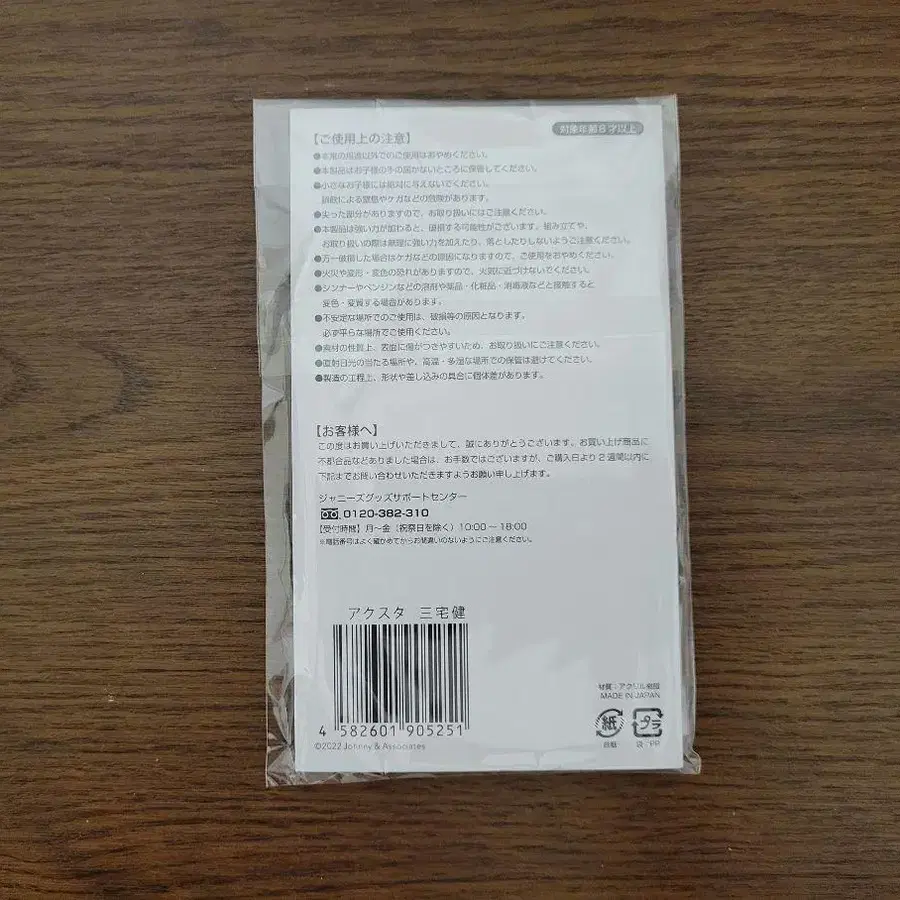 対象年齢8才以上
【ご使用上の注意】
●本来の用途以外でのご使用はおやめください。
●本製品はお子様の手の届かないところに保管してください。
●小さなお子様には絶対に与えないでください。
誤飲による窒息やケガなどの危険があります。
●尖った部分がありますので、お取り扱いにはご注意ください。
●本製品は強い力が加わると、破損する可能性がございます。組み立てや、
お取り扱いの際は無理に強い力を加えたり、落としたりしないようご注意ください。
●万一破損した場合はケガなどの原因になりますので、ご使用をおやめください。
●火災や変形・変色の恐れがありますので、火気に近づけないでください。
●シンナーやベンジンなどの溶剤や薬品・化粧品・消毒液などと接触すると
変色・変質する場合があります。
●不安定な場所でのご使用は、破損等の原因となります。
必ず平らな場所でご使用ください。
●素材の性質上、表面に傷がつきやすいため、お取り扱いにご注意ください。
●直射日光の当たる場所や、高温・多湿な場所での保管は避けてください。
●製造の工程上、形状や差し込みの具合に個体差があります。
【お客様へ】
この度はお買い上げいただきまして、誠にありがとうございます。お買い上げ商品に
不都合品などありました場合は、お手数ではございますが、ご購入日より2週間以内に
下記までお問い合わせいただきますようお願い申し上げます。
ジャニーズグッズサポートセンター
0120-382-310
【受付時間】月〜金（祝祭日を除く）10:00〜18:00
※電話番号はよく確かめてからお間違いのないようにご注意ください。
アクスタ 三宅健
4 582601 905251
©2022 Johnny & Associates
材質：アクリル樹脂
MADE IN JAPAN
紙 プラ
台紙 袋：PP